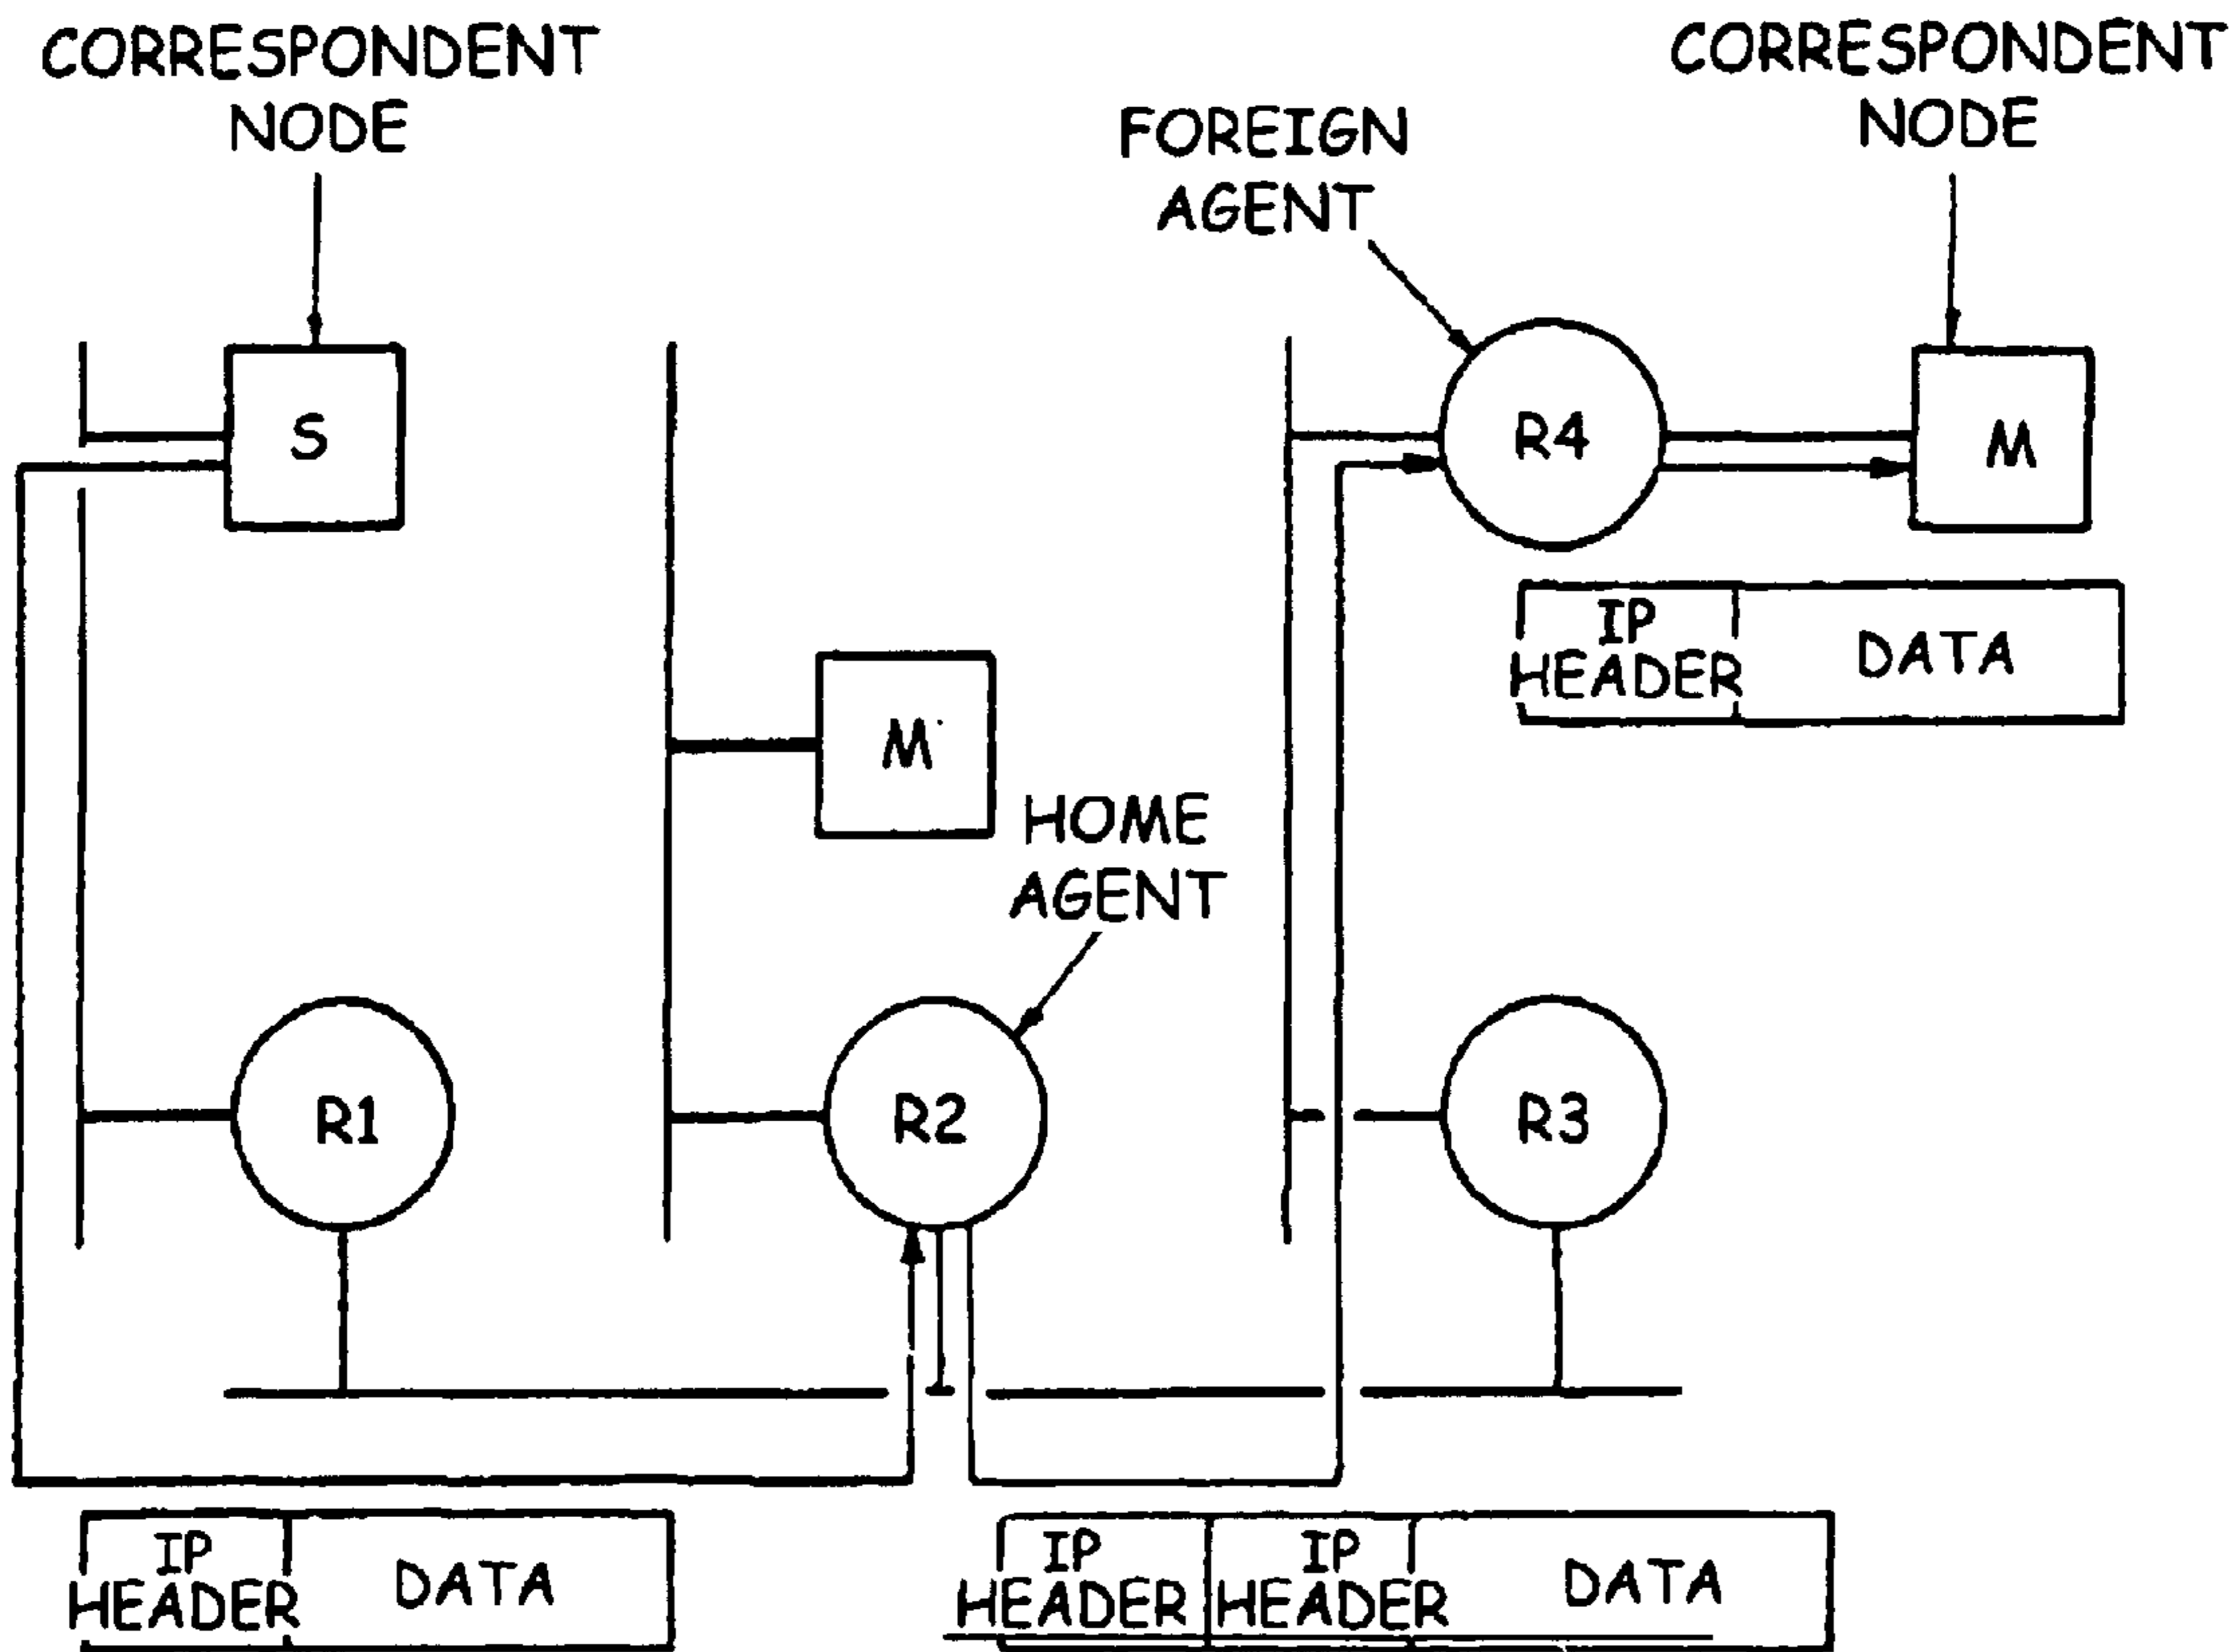 CORRESPONDENT
NODE
FOREIGN
AGENT
CORRESPONDENT
NODE
S
R4
M
IP
HEADER
DATA
M
HOME
AGENT
R1
R2
R3
IP
HEADER
DATA
IP
HEADER
IP
HEADER
DATA